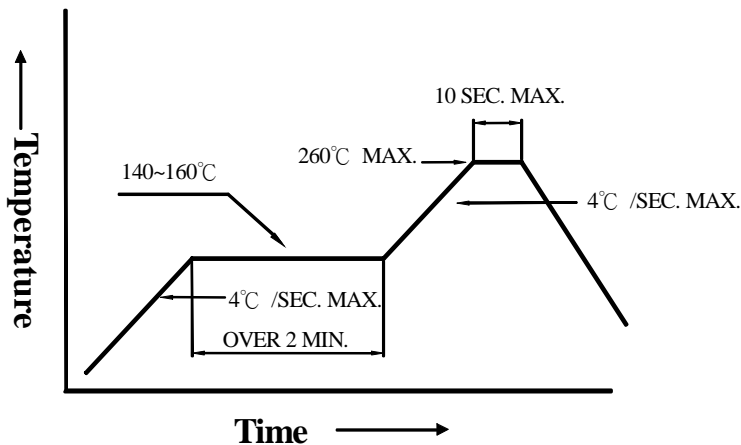 10 SEC. MAX.
260℃ MAX.
140~160℃
4℃ /SEC. MAX.
4℃ /SEC. MAX.
OVER 2 MIN.
Temperature
Time